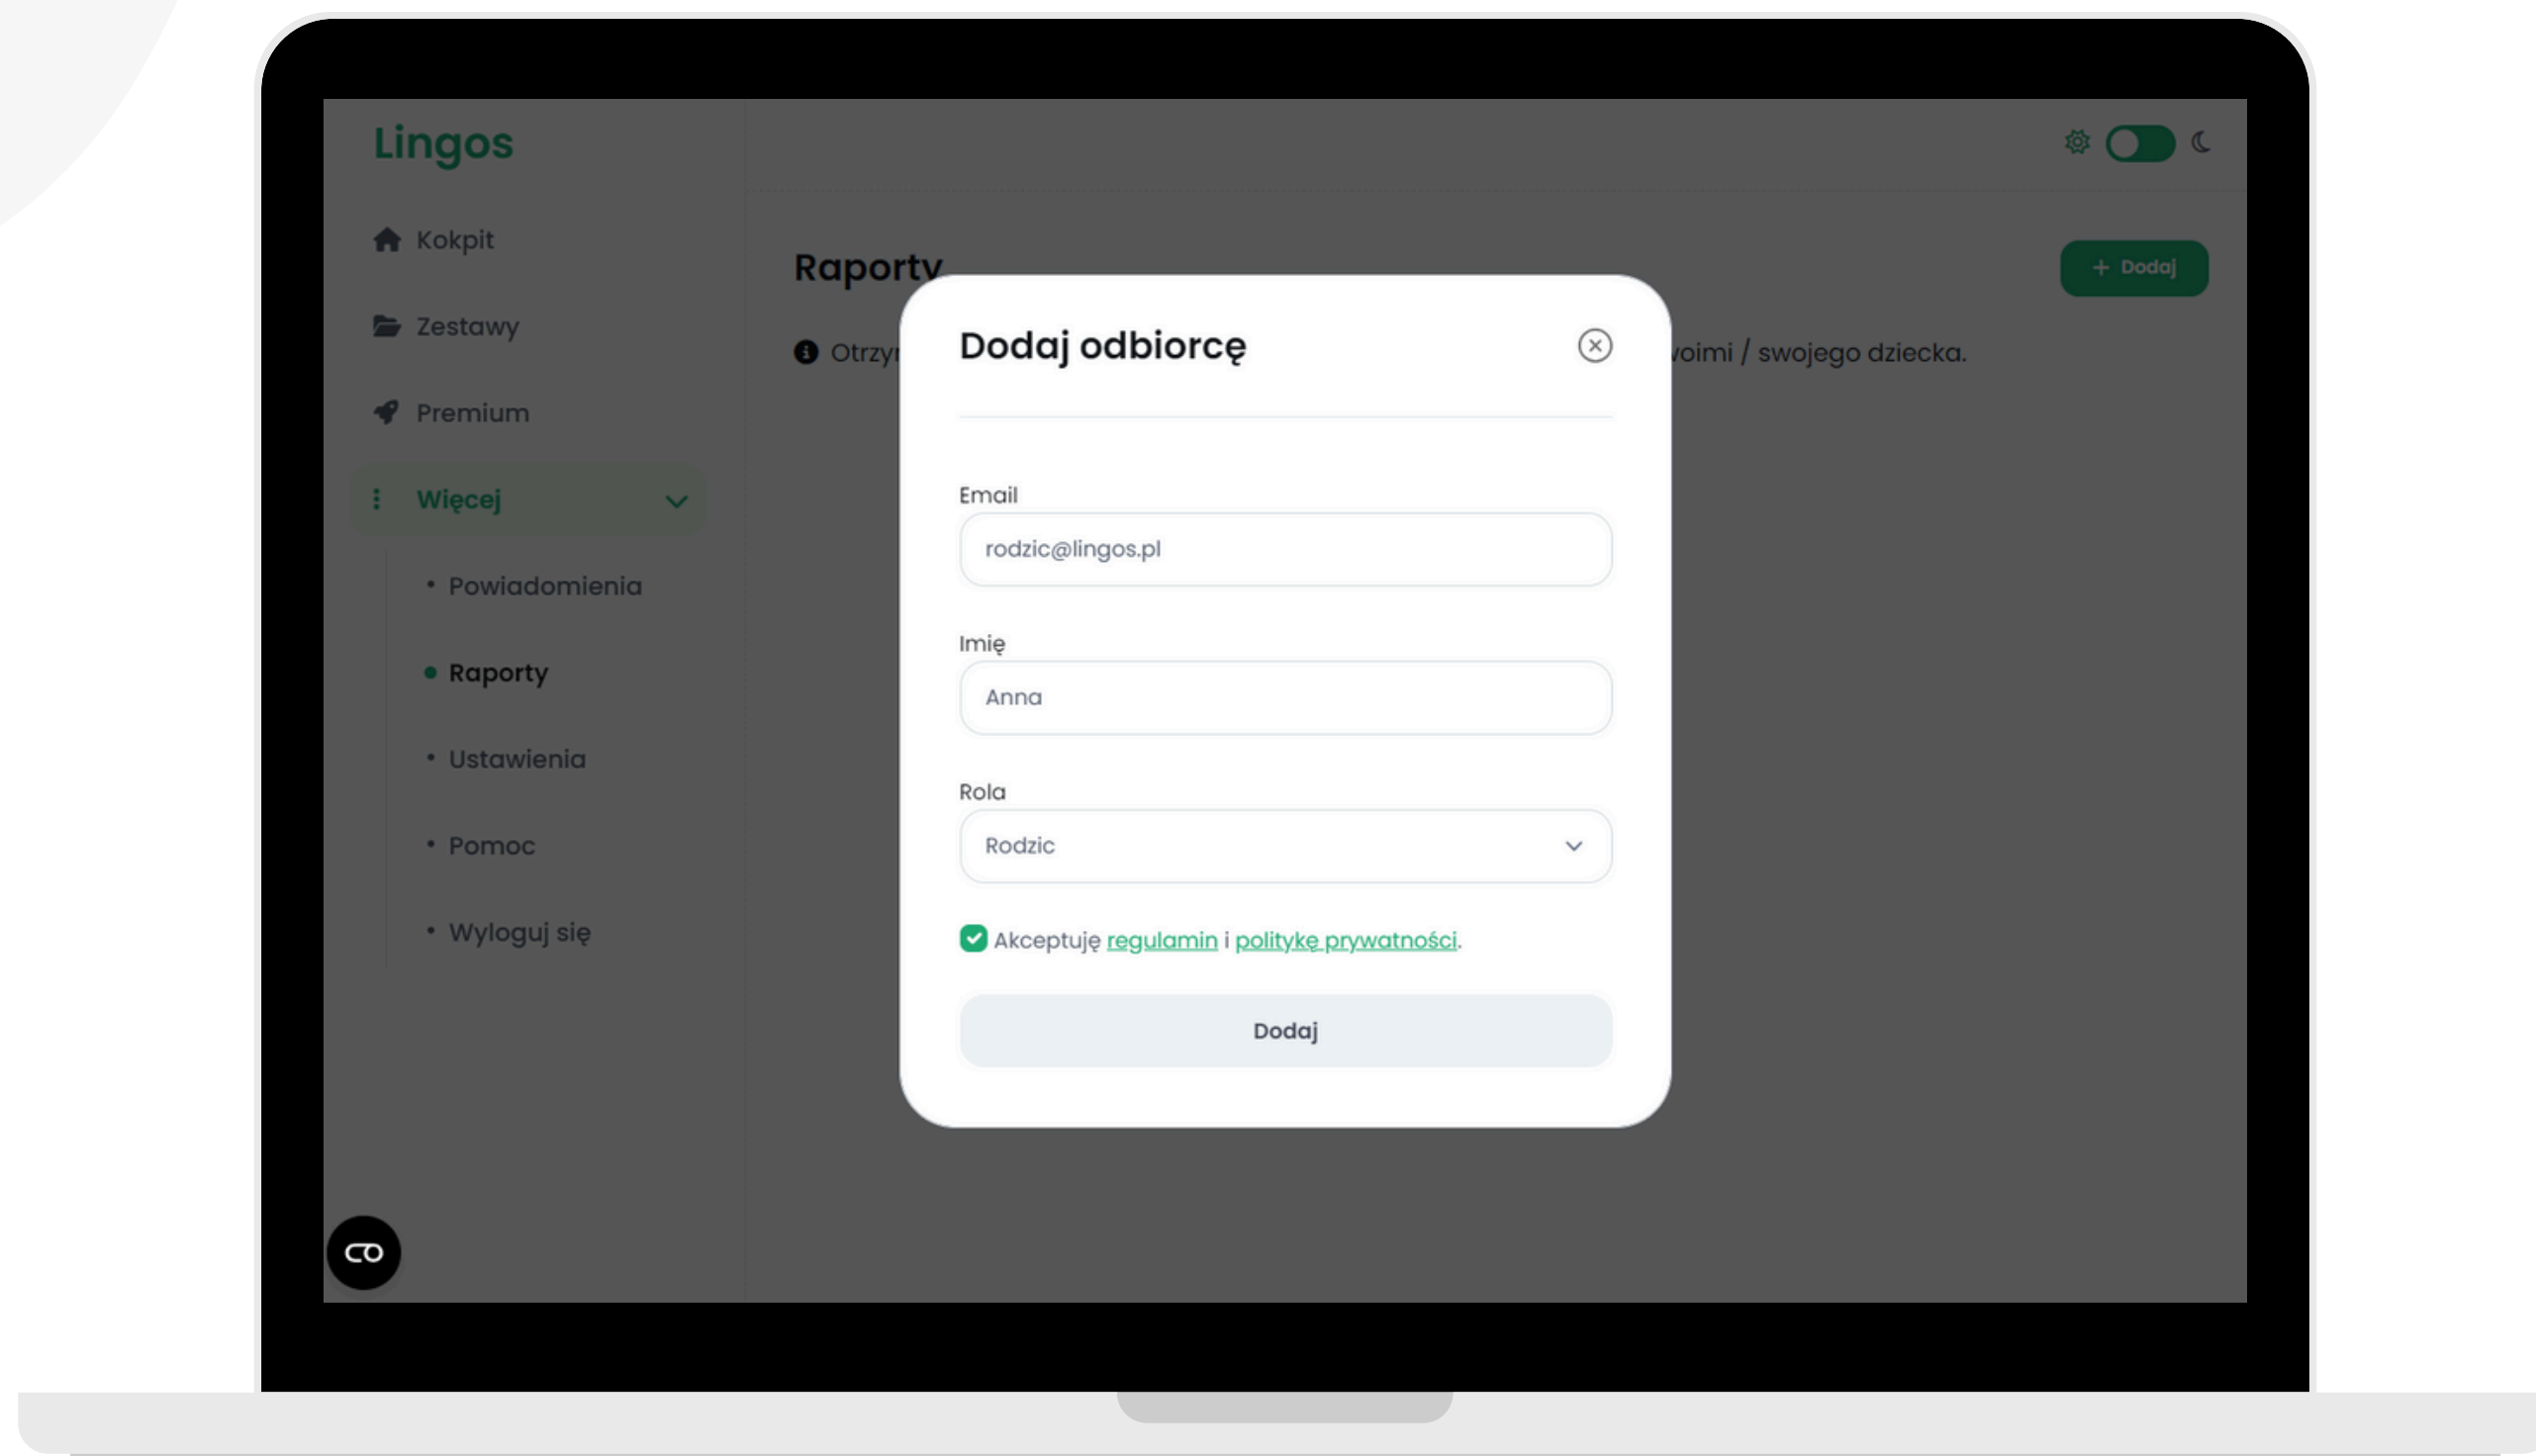 Lingos
Kokpit
Zestawy
Premium
Więcej
Powiadomienia
Raporty
Ustawienia
Pomoc
Wyloguj się
Raporty
+ Dodaj
swojego dziecka.
Dodaj odbiorcę
Email
rodzic@lingos.pl
Imię
Anna
Rola
Rodzic
Akceptuję regulamin i politykę prywatności.
Dodaj